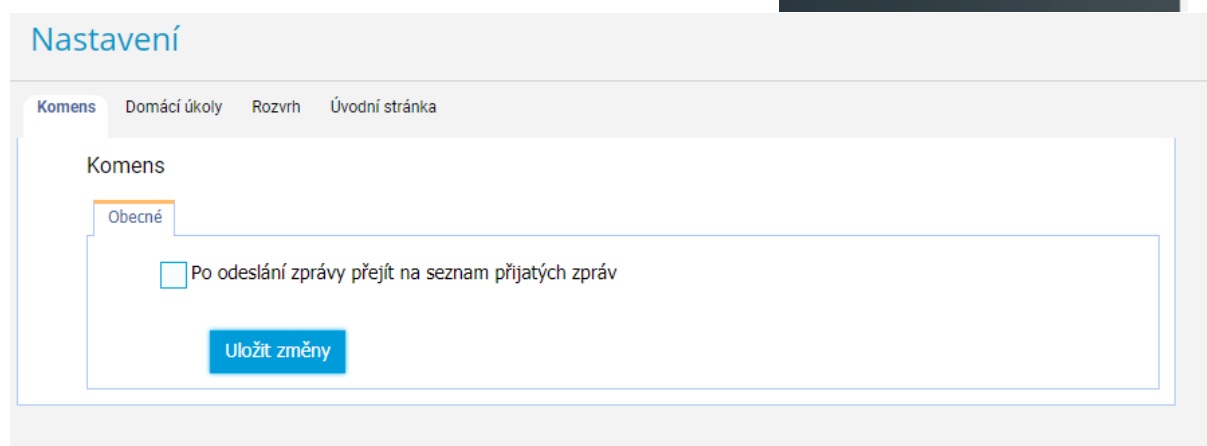 Nastavení
Komens Domácí úkoly Rozvrh Úvodní stránka
Komens
Obecné
Po odeslání zprávy přejít na seznam přijatých zpráv
Uložit změny